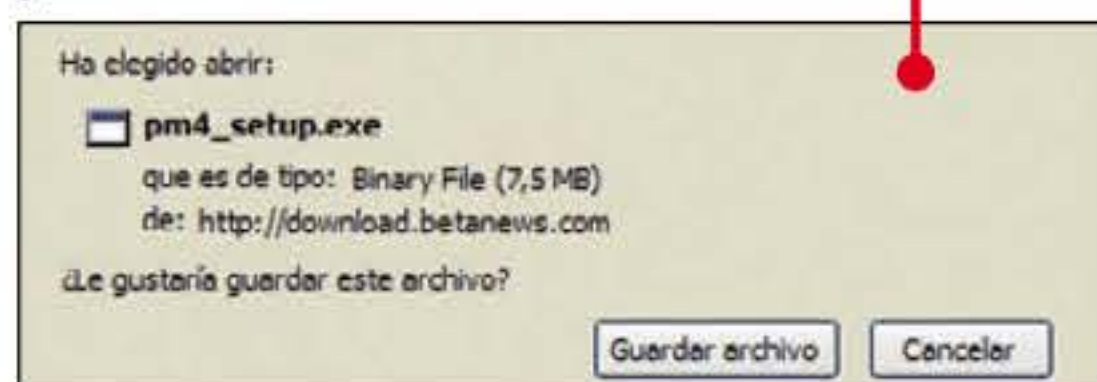 Ha elegido abrir:
pm4_setup.exe
que es de tipo: Binary File (7,5 MB)
de: http://download.betanews.com
¿Le gustaría guardar este archivo?
Guardar archivo
Cancelar